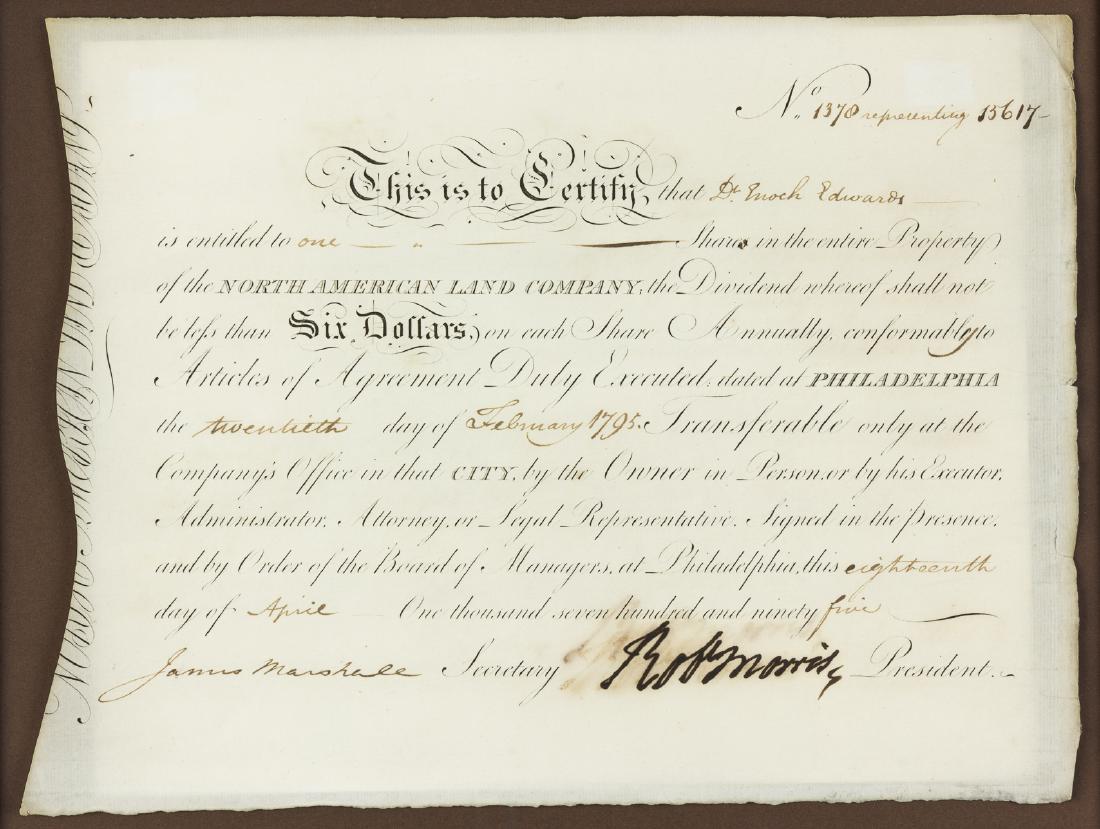 No. 1378 representing 15617
This is to Certify, that Dr. Enoch Edwards
is entitled to one " Share in the entire Property
of the NORTH AMERICAN LAND COMPANY, the Dividend whereof shall not
be less than Six Dollars, on each Share Annually, conformably to
Articles of Agreement Duly Executed, dated at PHILADELPHIA
the twentieth day of February 1795. Transferable only at the
Company's Office in that CITY, by the Owner in Person, or by his Executor,
Administrator, Attorney, or Legal Representative. Signed in the presence,
and by Order of the Board of Managers, at Philadelphia, this eighteenth
day of April One thousand seven hundred and ninety five
James Marshall Secretary Robt Morris President.